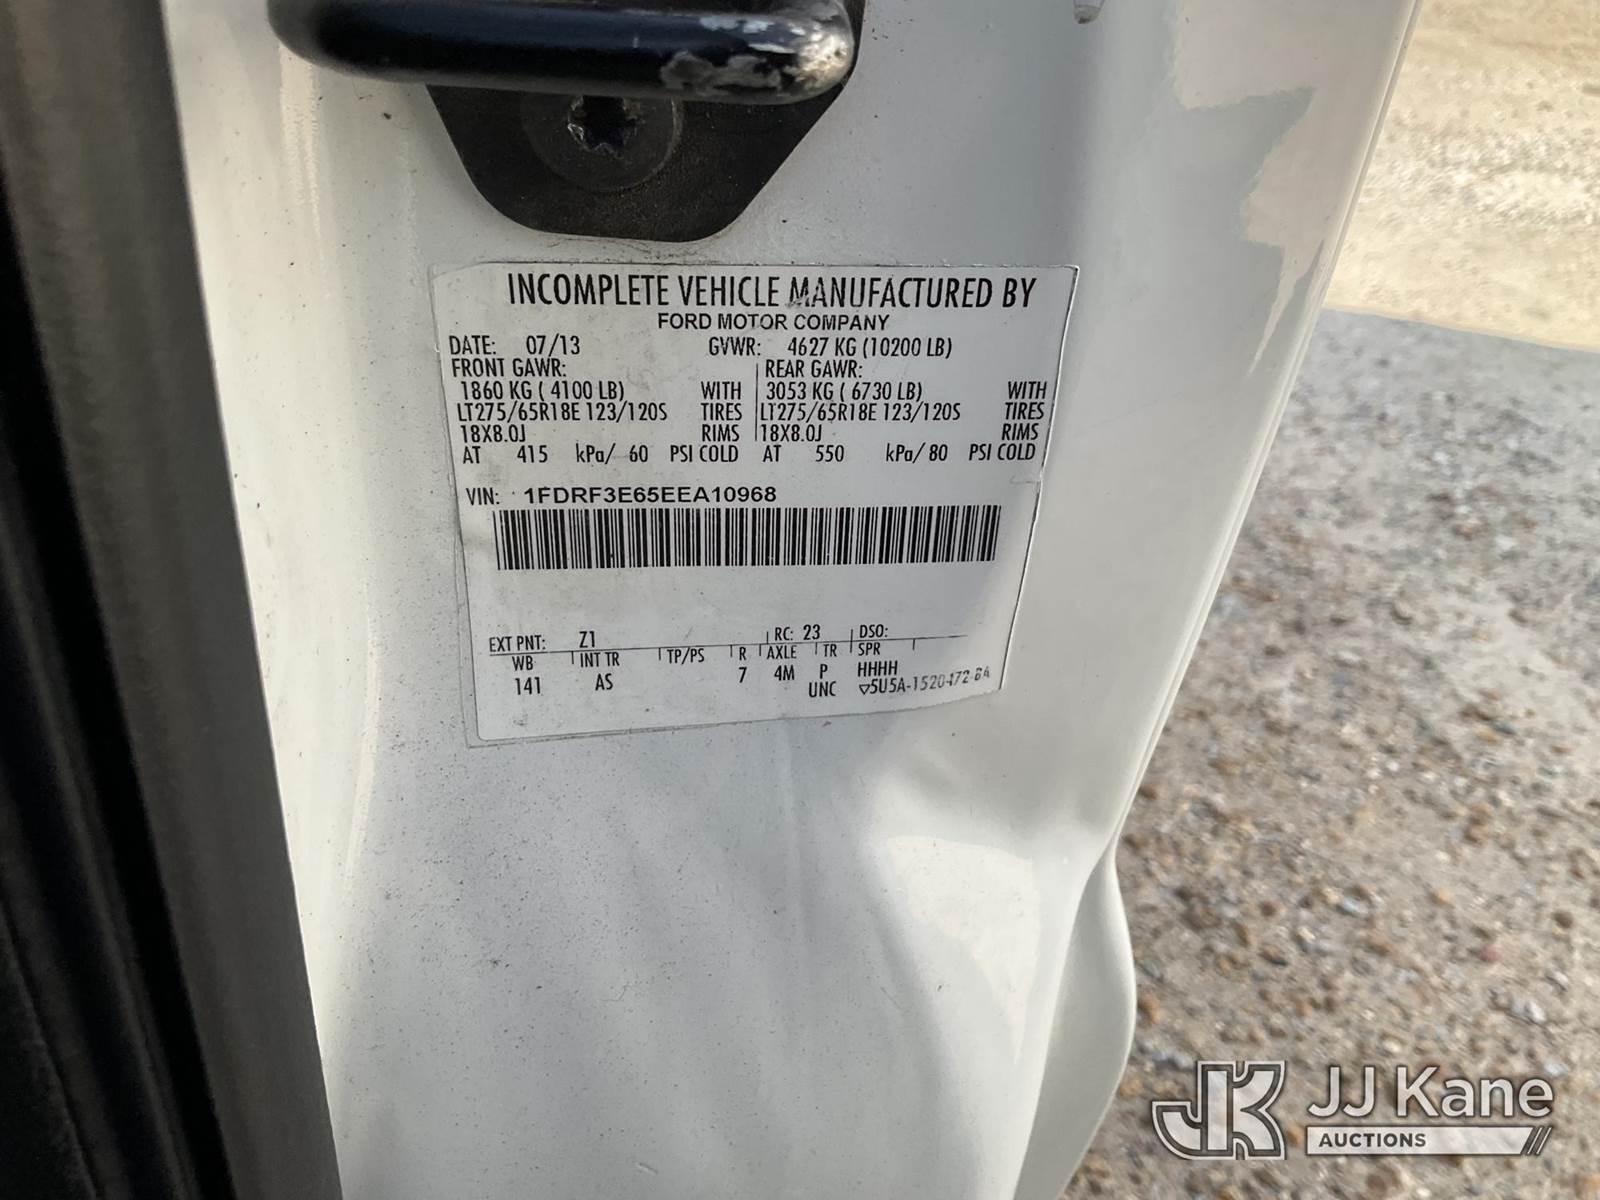 INCOMPLETE VEHICLE MANUFACTURED BY
FORD MOTOR COMPANY
DATE: 07/13 GVWR: 4627 KG (10200 LB)
FRONT GAWR: REAR GAWR:
1860 KG ( 4100 LB) WITH 3053 KG ( 6730 LB) WITH
LT275/65R18E 123/120S TIRES LT275/65R18E 123/120S TIRES
18X8.0J RIMS 18X8.0J RIMS
AT 415 kPa/ 60 PSI COLD AT 550 kPa/ 80 PSI COLD
VIN: 1FDRF3E65EEA10968
EXT PNT: Z1 RC: 23 DSO:
WB INT TR TP/PS R AXLE TR SPR
141 AS 7 4M P HHHH
UNC ▽5U5A-1520472-BA
JK JJ Kane
AUCTIONS